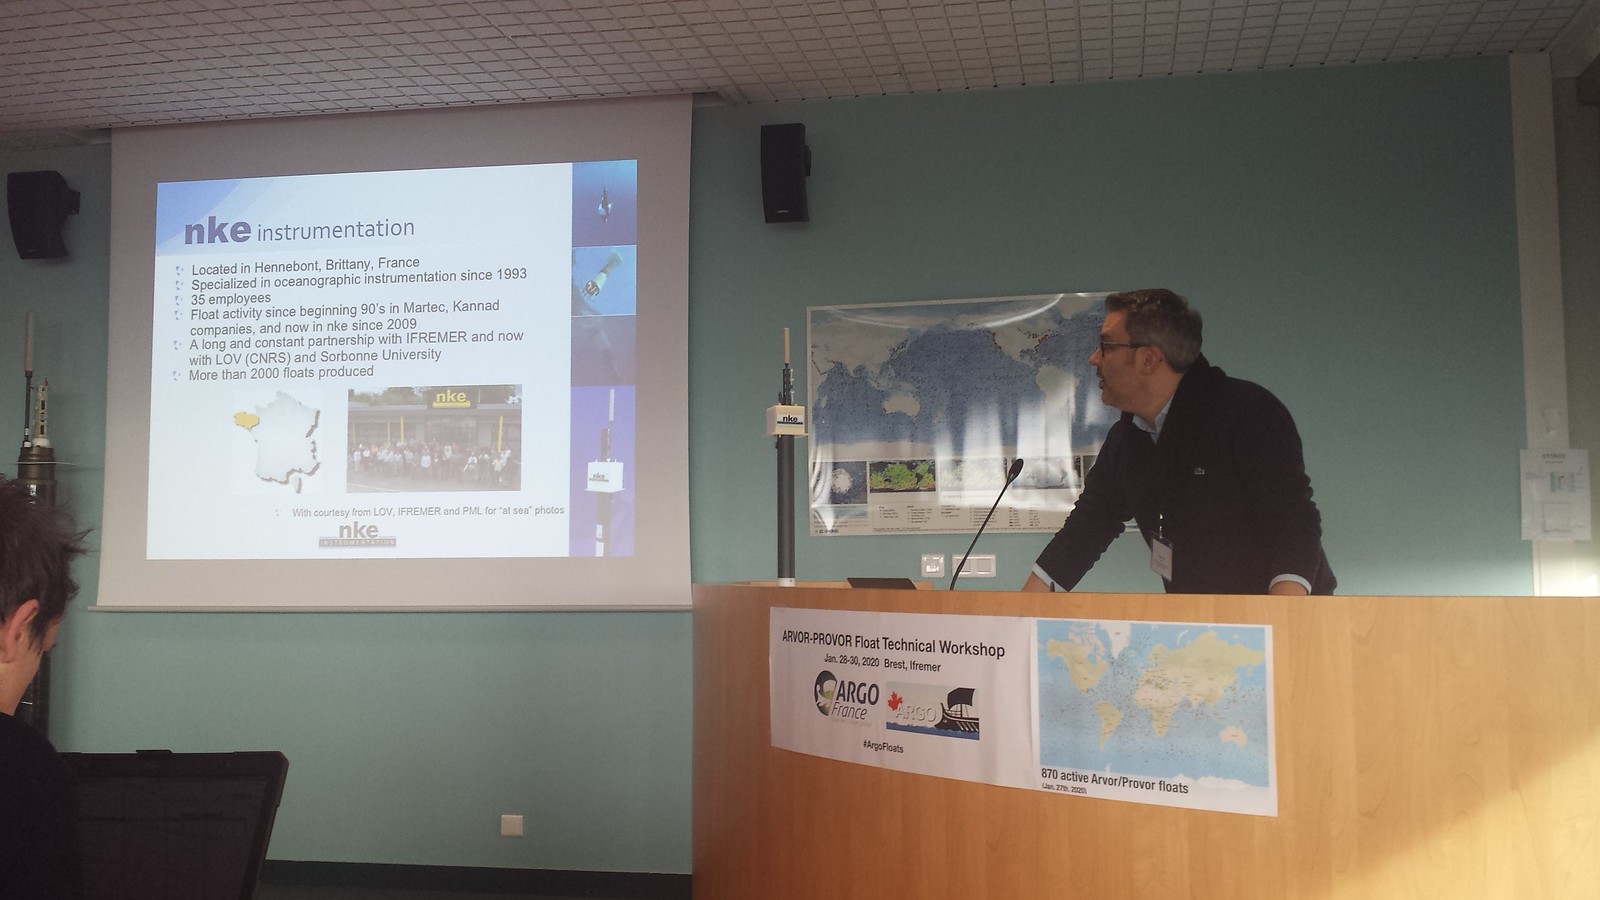 nke instrumentation
Located in Hennebont, Brittany, France
Specialized in oceanographic instrumentation since 1993
35 employees
Float activity since beginning 90's in Martec, Kannad
companies, and now in nke since 2009
A long and constant partnership with IFREMER and now
with LOV (CNRS) and Sorbonne University
More than 2000 floats produced
nke
nke
With courtesy from LOV, IFREMER and PML for "at sea" photos
nke
INSTRUMENTATION
nke
ARVOR-PROVOR Float Technical Workshop
Jan. 28-30, 2020 Brest, Ifremer
ARGO
France
ARGO
#ArgoFloats
870 active Arvor/Provor floats
(Jan. 27th, 2020)